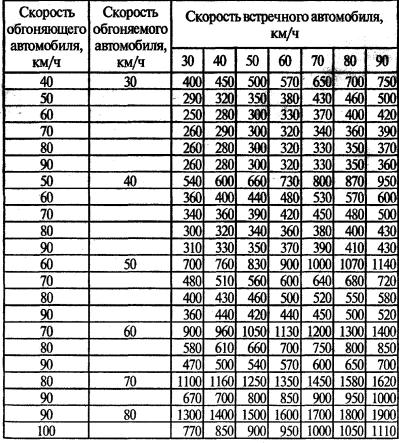 Скорость обгоняющего автомобиля, км/ч | Скорость обгоняемого автомобиля, км/ч | Скорость встречного автомобиля, км/ч
30 40 50 60 70 80 90
40 30 400 450 500 570 650 700 750
50 290 320 350 380 430 460 500
60 250 280 300 330 370 400 420
70 260 290 300 320 340 360 390
80 260 280 300 320 330 350 370
90 260 280 300 320 330 350 360
50 40 540 600 660 730 800 870 950
60 360 400 440 480 530 570 600
70 340 360 390 420 450 480 500
80 300 320 340 360 380 400 430
90 310 330 350 370 390 410 430
60 50 700 760 830 900 1000 1070 1140
70 480 510 560 600 640 680 720
80 400 430 460 500 520 550 580
90 360 440 420 440 450 500 520
70 60 900 960 1050 1130 1200 1300 1400
80 580 610 660 700 750 800 850
90 470 500 540 570 600 650 700
80 70 1100 1160 1250 1350 1450 1580 1620
90 670 700 800 850 900 950 1000
90 80 1300 1400 1500 1600 1700 1800 1900
100 770 850 900 950 1000 1050 1110